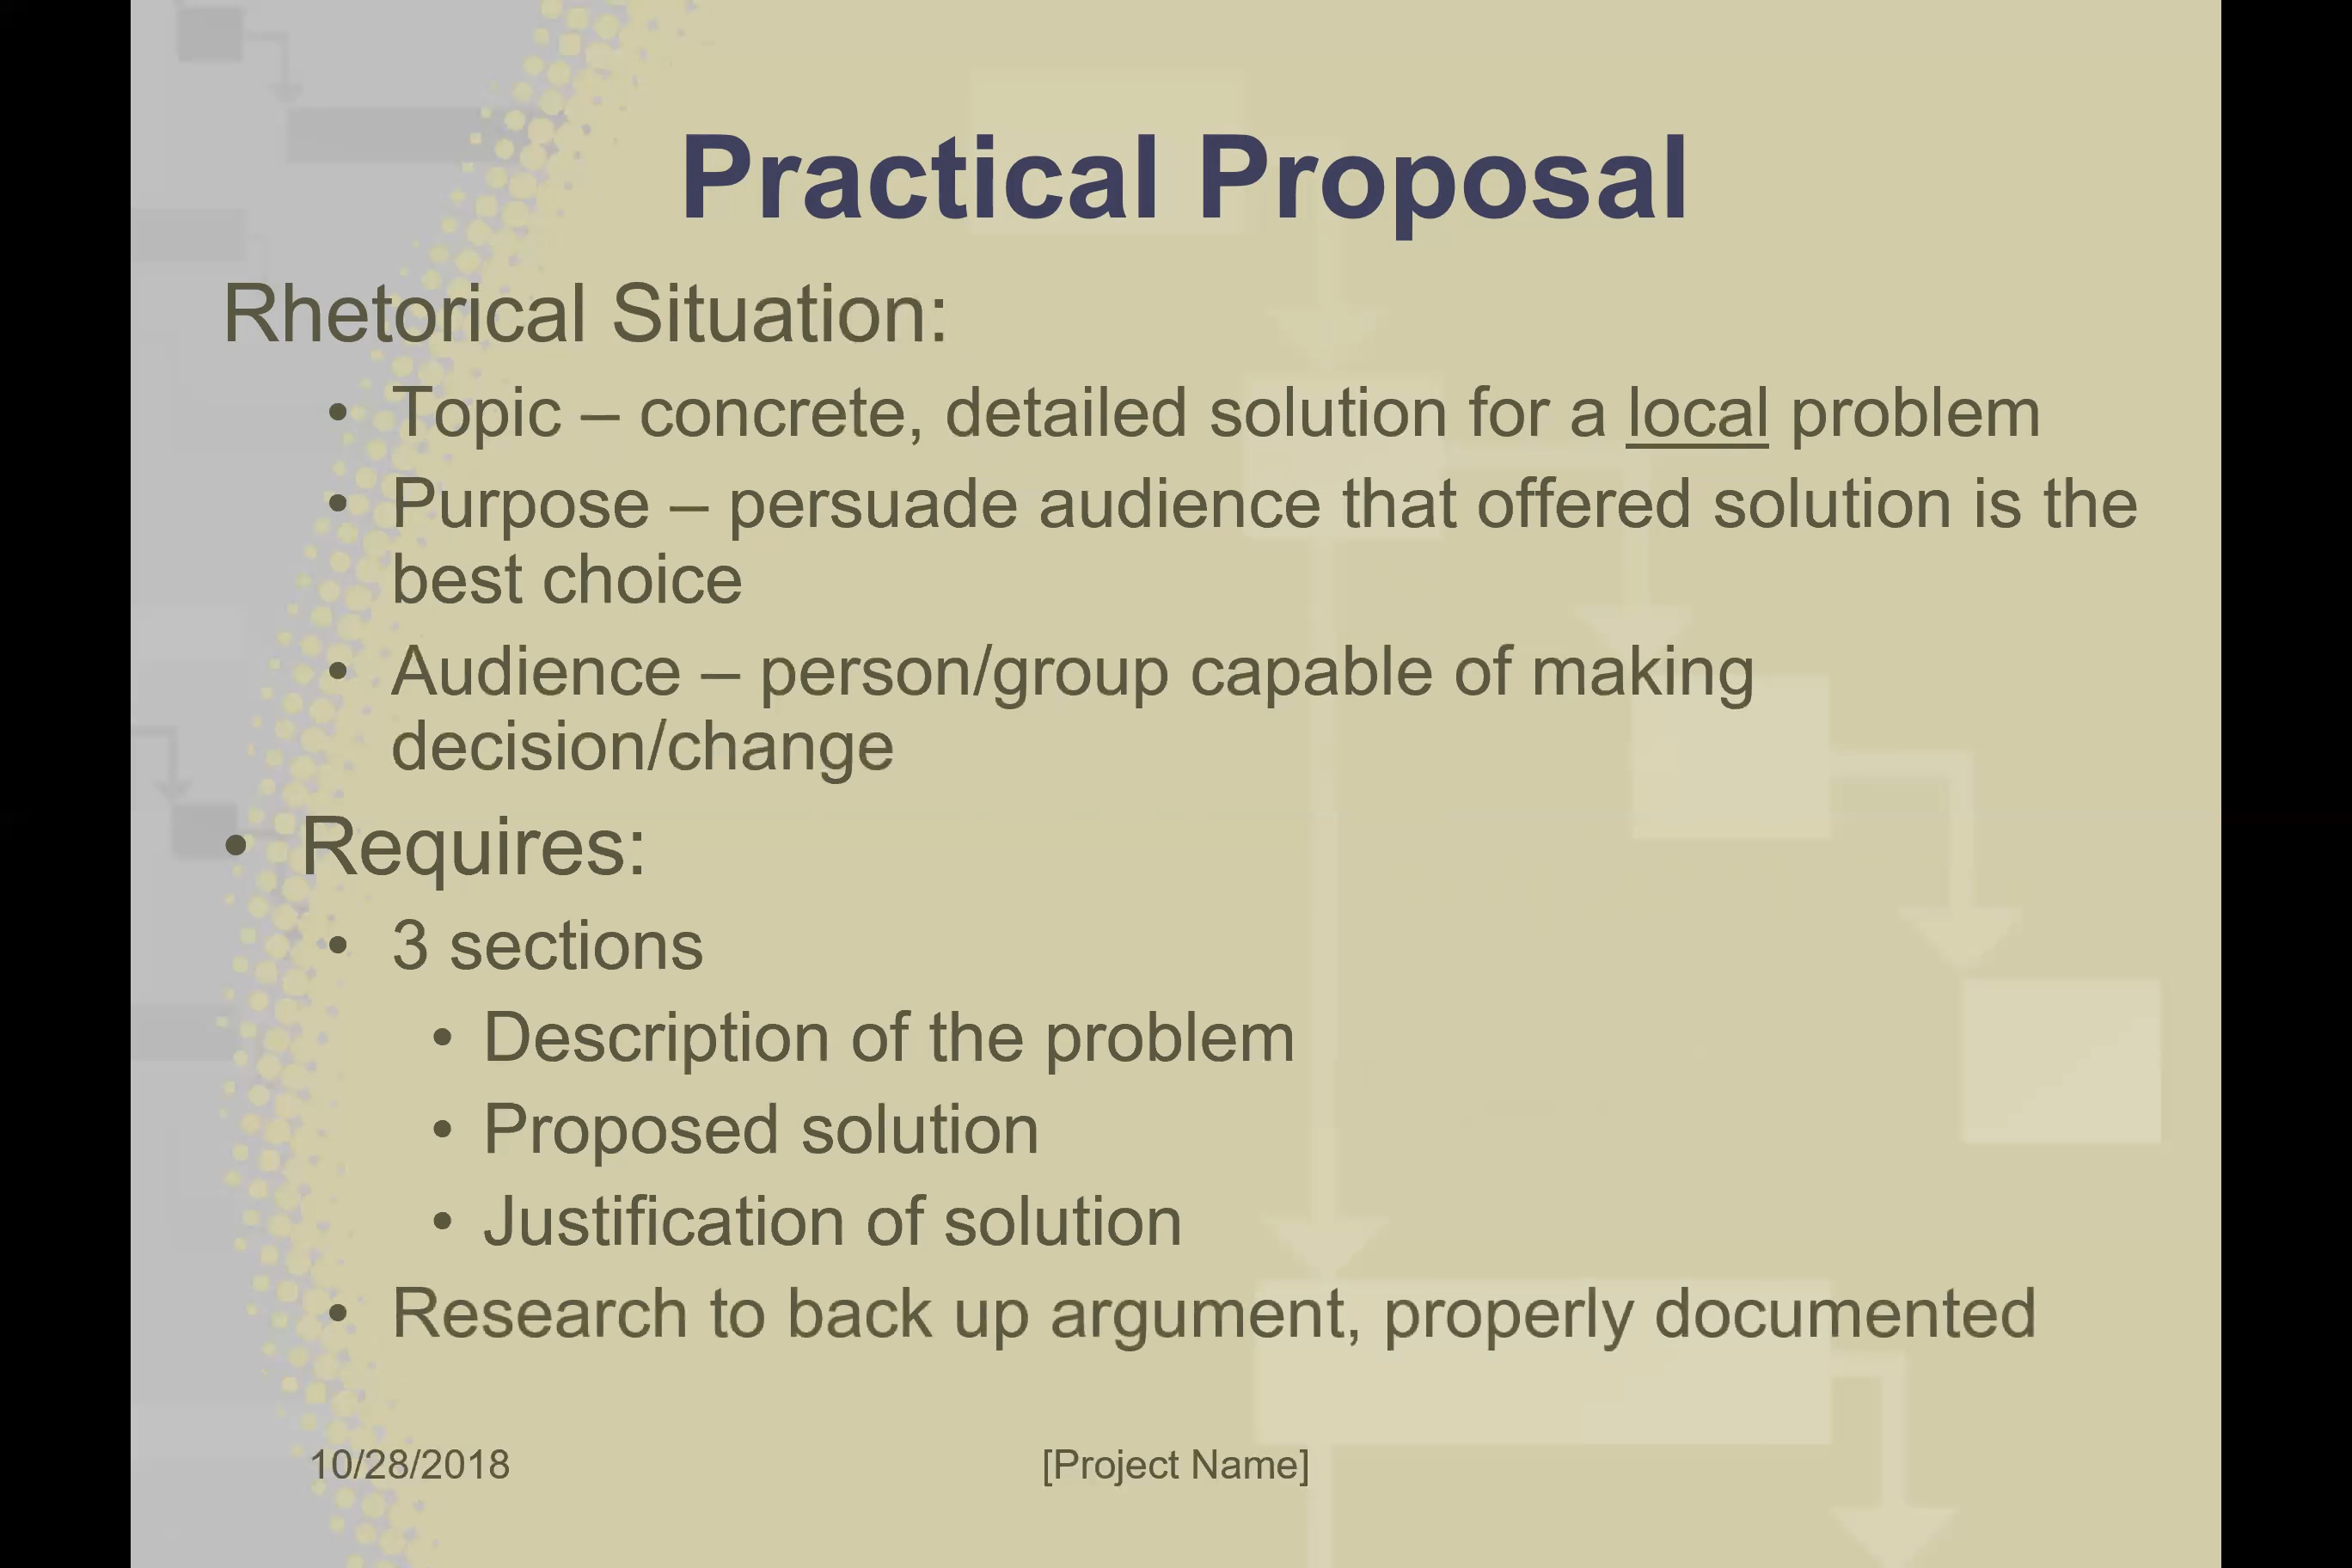 Practical Proposal
Rhetorical Situation:
• Topic – concrete, detailed solution for a local problem
• Purpose – persuade audience that offered solution is the
best choice
• Audience – person/group capable of making
decision/change
• Requires:
• 3 sections
• Description of the problem
• Proposed solution
• Justification of solution
• Research to back up argument, properly documented
10/28/2018
[Project Name]